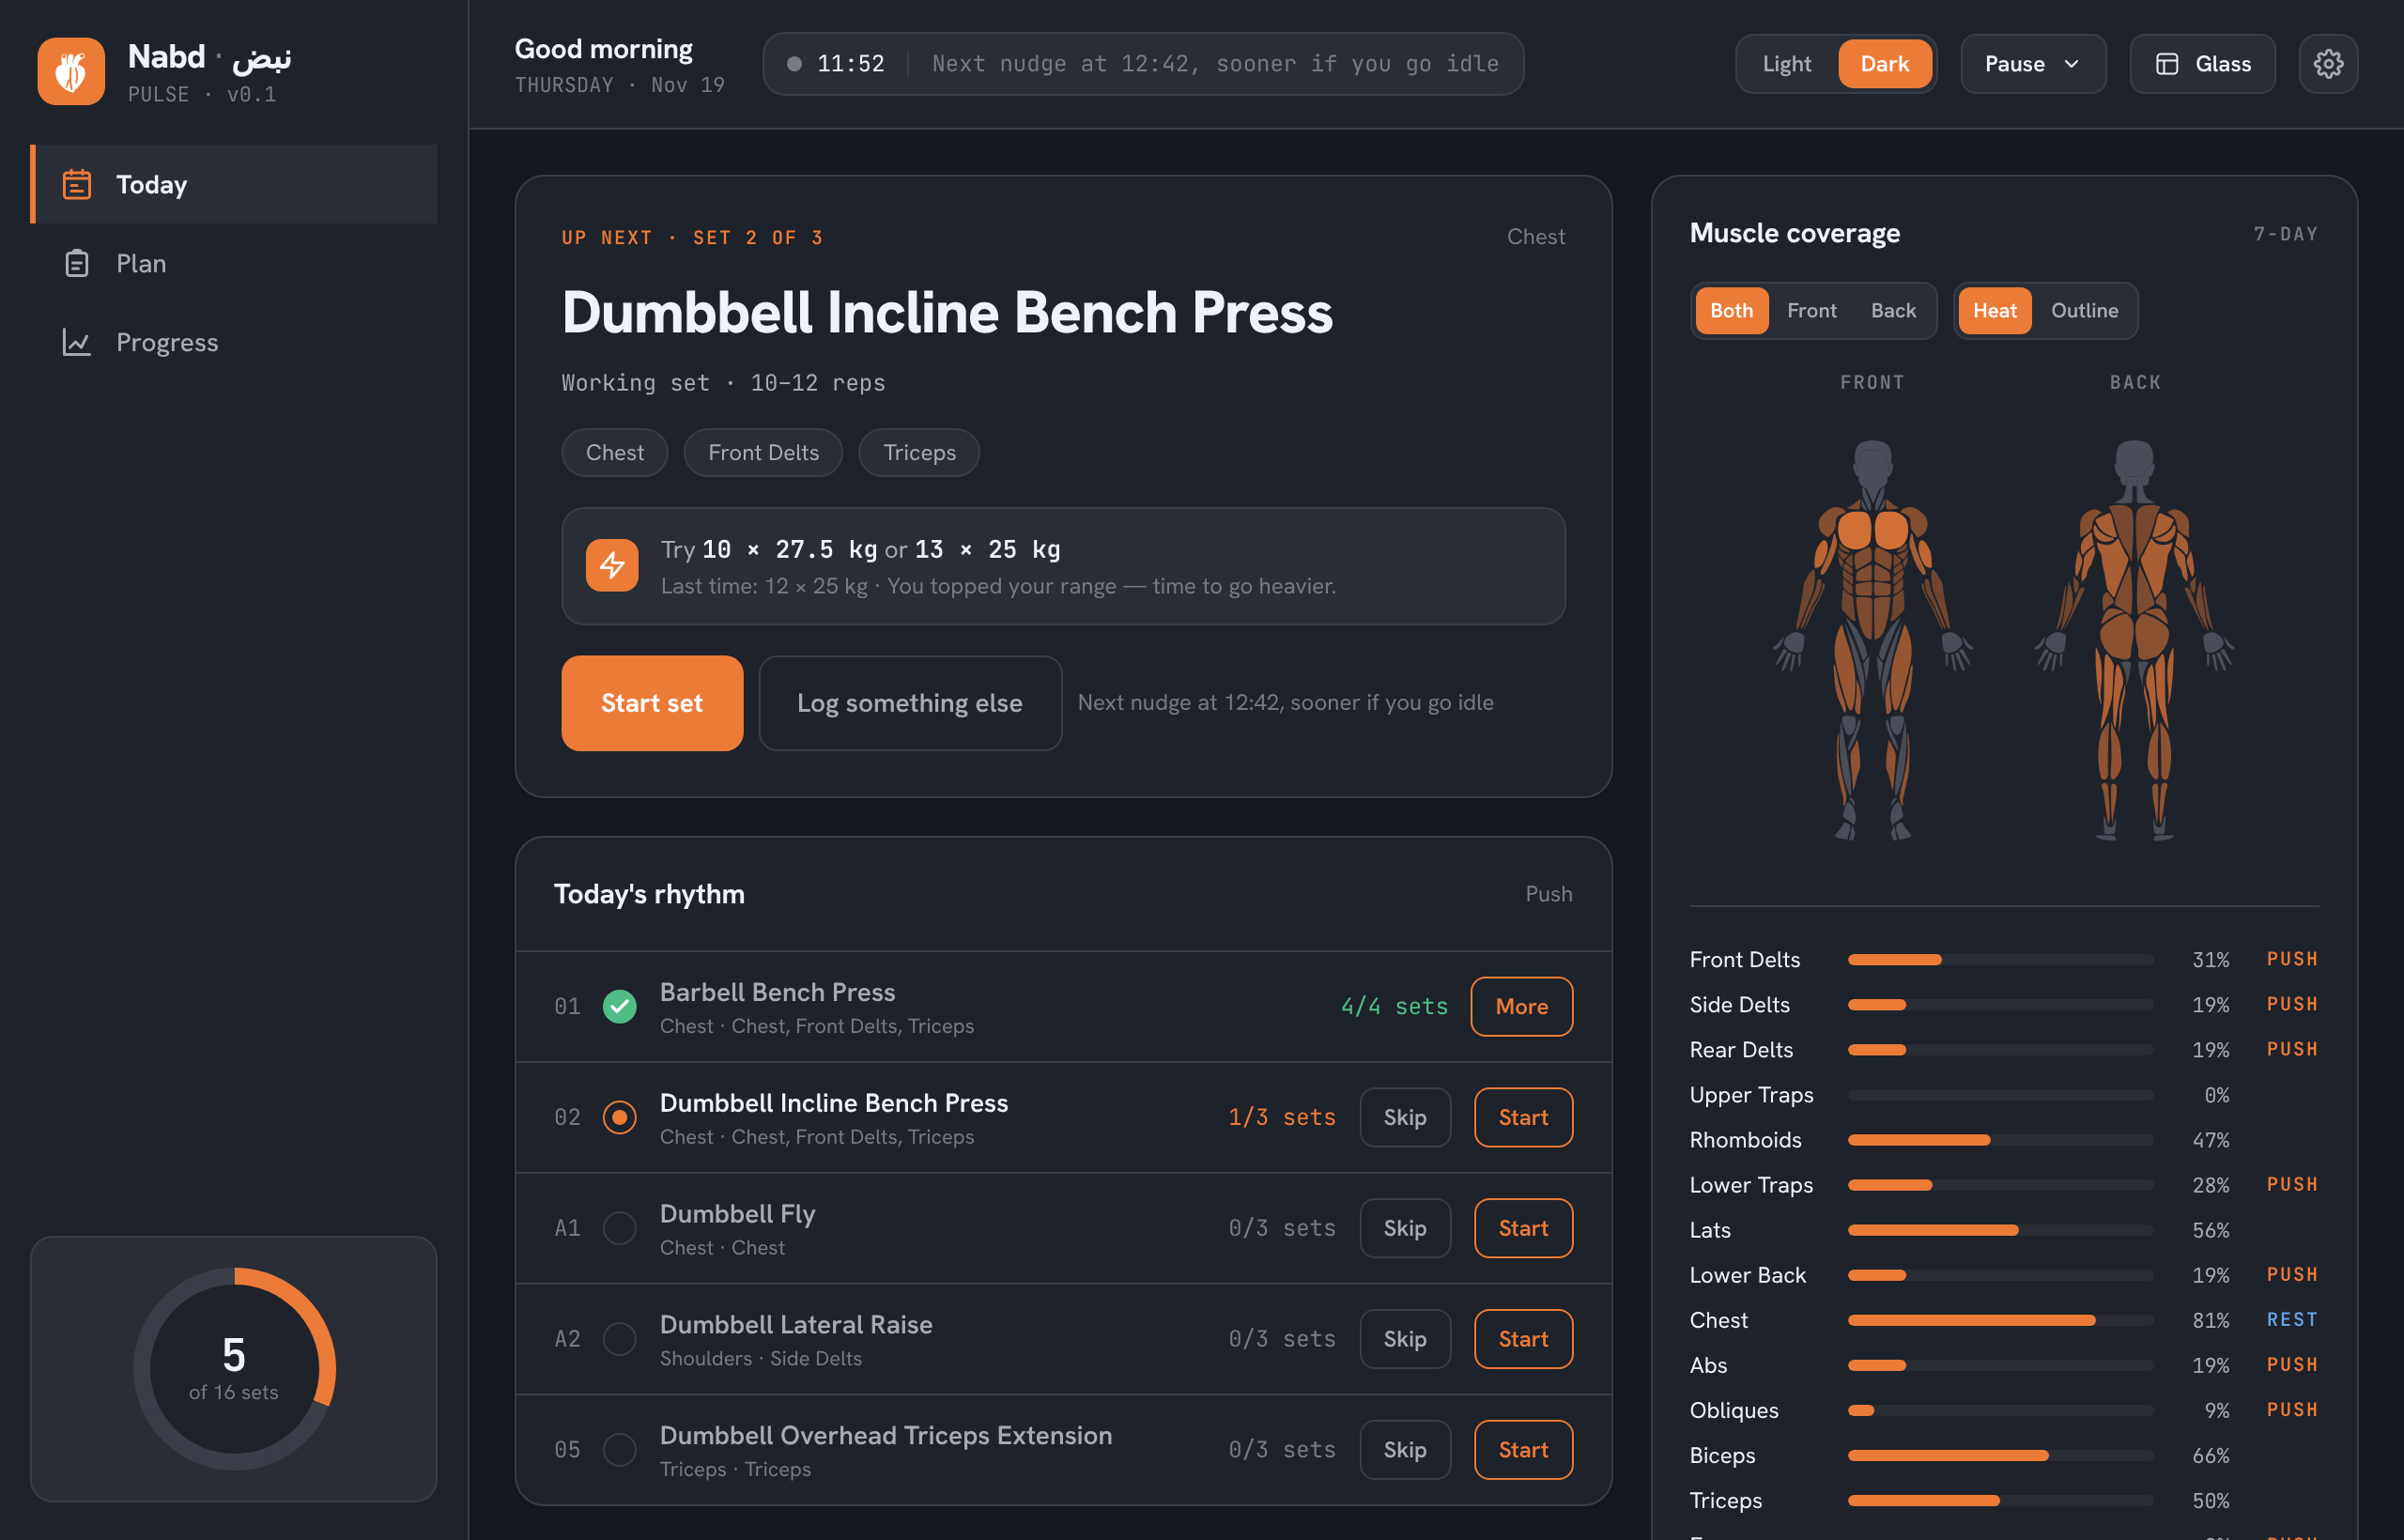 Nabd · نبض
PULSE · v0.1
Today
Plan
Progress
5
of 16 sets
Good morning
THURSDAY · Nov 19
11:52
Next nudge at 12:42, sooner if you go idle
Light
Dark
Pause
Glass
UP NEXT · SET 2 OF 3
Chest
Dumbbell Incline Bench Press
Working set · 10–12 reps
Chest
Front Delts
Triceps
Try 10 × 27.5 kg or 13 × 25 kg
Last time: 12 × 25 kg · You topped your range — time to go heavier.
Start set
Log something else
Next nudge at 12:42, sooner if you go idle
Today's rhythm
Push
01
Barbell Bench Press
Chest · Chest, Front Delts, Triceps
4/4 sets
More
02
Dumbbell Incline Bench Press
Chest · Chest, Front Delts, Triceps
1/3 sets
Skip
Start
A1
Dumbbell Fly
Chest · Chest
0/3 sets
Skip
Start
A2
Dumbbell Lateral Raise
Shoulders · Side Delts
0/3 sets
Skip
Start
05
Dumbbell Overhead Triceps Extension
Triceps · Triceps
0/3 sets
Skip
Start
Muscle coverage
7-DAY
Both
Front
Back
Heat
Outline
FRONT
BACK
Front Delts 31% PUSH
Side Delts 19% PUSH
Rear Delts 19% PUSH
Upper Traps 0%
Rhomboids 47%
Lower Traps 28% PUSH
Lats 56%
Lower Back 19% PUSH
Chest 81% REST
Abs 19% PUSH
Obliques 9% PUSH
Biceps 66%
Triceps 50%